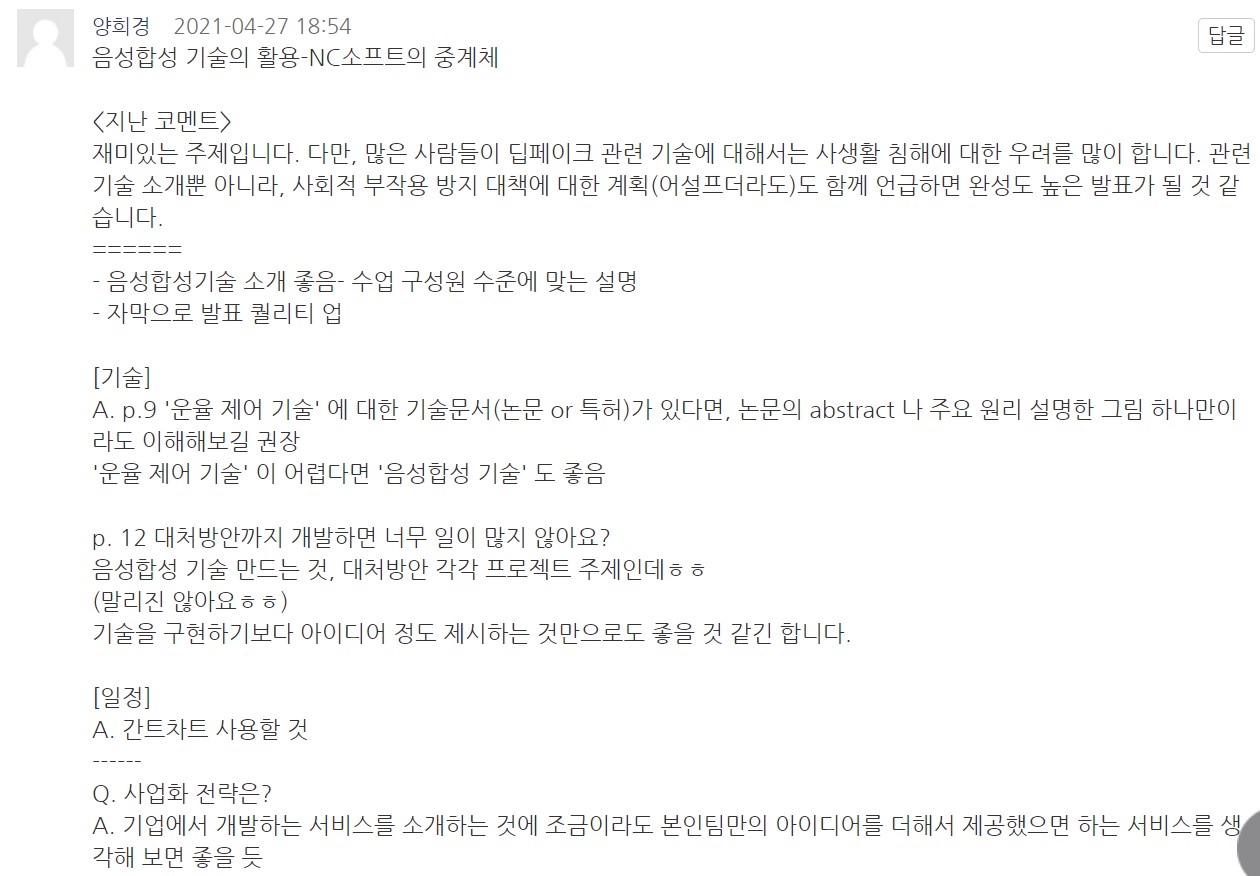 양희경 2021-04-27 18:54
답글
음성합성 기술의 활용-NC소프트의 중계체
<지난 코멘트>
재미있는 주제입니다. 다만, 많은 사람들이 딥페이크 관련 기술에 대해서는 사생활 침해에 대한 우려를 많이 합니다. 관련
기술 소개뿐 아니라, 사회적 부작용 방지 대책에 대한 계획(어설프더라도)도 함께 언급하면 완성도 높은 발표가 될 것 같
습니다.
======
- 음성합성기술 소개 좋음- 수업 구성원 수준에 맞는 설명
- 자막으로 발표 퀄리티 업
[기술]
A. p.9 '운율 제어 기술' 에 대한 기술문서(논문 or 특허)가 있다면, 논문의 abstract 나 주요 원리 설명한 그림 하나만이
라도 이해해보길 권장
'운율 제어 기술' 이 어렵다면 '음성합성 기술' 도 좋음
p. 12 대처방안까지 개발하면 너무 일이 많지 않아요?
음성합성 기술 만드는 것, 대처방안 각각 프로젝트 주제인데ㅎㅎ
(말리진 않아요ㅎㅎ)
기술을 구현하기보다 아이디어 정도 제시하는 것만으로도 좋을 것 같긴 합니다.
[일정]
A. 간트차트 사용할 것
------
Q. 사업화 전략은?
A. 기업에서 개발하는 서비스를 소개하는 것에 조금이라도 본인팀만의 아이디어를 더해서 제공했으면 하는 서비스를 생
각해 보면 좋을 듯